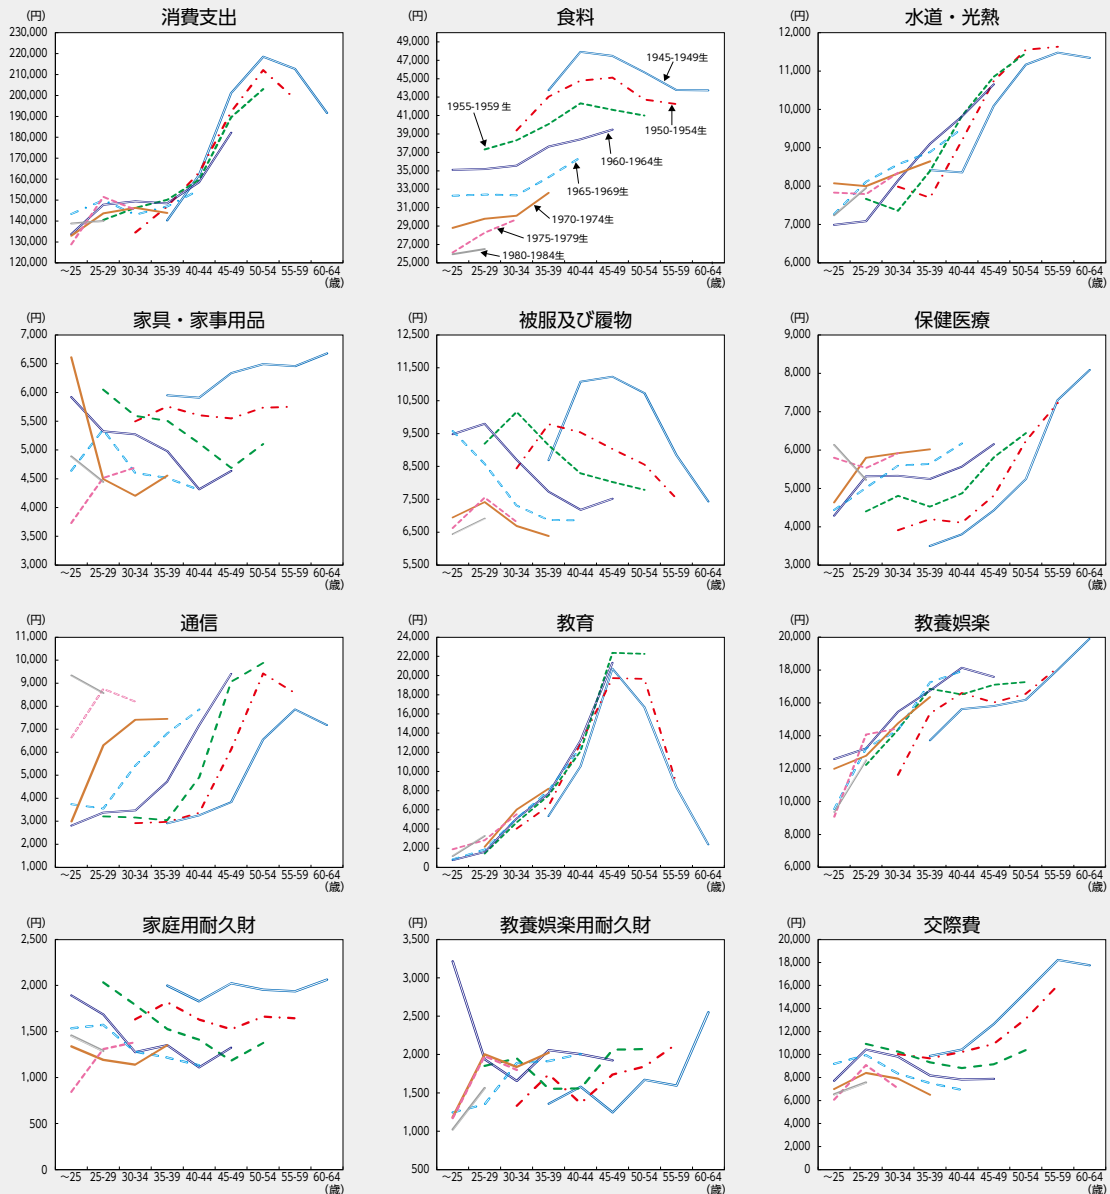 消費支出
(円)
230,000
220,000
210,000
200,000
190,000
180,000
170,000
160,000
150,000
140,000
130,000
120,000
～25 25-29 30-34 35-39 40-44 45-49 50-54 55-59 60-64
(歳)
食料
(円)
49,000
47,000
45,000
43,000
41,000
39,000
37,000
35,000
33,000
31,000
29,000
27,000
25,000
1945-1949生
1955-1959 生
1950-1954生
1960-1964生
1965-1969生
1970-1974生
1975-1979生
1980-1984生
～25 25-29 30-34 35-39 40-44 45-49 50-54 55-59 60-64
(歳)
水道・光熱
(円)
12,000
11,000
10,000
9,000
8,000
7,000
6,000
～25 25-29 30-34 35-39 40-44 45-49 50-54 55-59 60-64
(歳)
家具・家事用品
(円)
7,000
6,500
6,000
5,500
5,000
4,500
4,000
3,500
3,000
～25 25-29 30-34 35-39 40-44 45-49 50-54 55-59 60-64
(歳)
被服及び履物
(円)
12,500
11,500
10,500
9,500
8,500
7,500
6,500
5,500
～25 25-29 30-34 35-39 40-44 45-49 50-54 55-59 60-64
(歳)
保健医療
(円)
9,000
8,000
7,000
6,000
5,000
4,000
3,000
～25 25-29 30-34 35-39 40-44 45-49 50-54 55-59 60-64
(歳)
通信
(円)
11,000
10,000
9,000
8,000
7,000
6,000
5,000
4,000
3,000
2,000
1,000
～25 25-29 30-34 35-39 40-44 45-49 50-54 55-59 60-64
(歳)
教育
(円)
24,000
22,000
20,000
18,000
16,000
14,000
12,000
10,000
8,000
6,000
4,000
2,000
0
～25 25-29 30-34 35-39 40-44 45-49 50-54 55-59 60-64
(歳)
教養娯楽
(円)
20,000
18,000
16,000
14,000
12,000
10,000
8,000
6,000
～25 25-29 30-34 35-39 40-44 45-49 50-54 55-59 60-64
(歳)
家庭用耐久財
(円)
2,500
2,000
1,500
1,000
500
0
～25 25-29 30-34 35-39 40-44 45-49 50-54 55-59 60-64
(歳)
教養娯楽用耐久財
(円)
3,500
3,000
2,500
2,000
1,500
1,000
500
～25 25-29 30-34 35-39 40-44 45-49 50-54 55-59 60-64
(歳)
交際費
(円)
20,000
18,000
16,000
14,000
12,000
10,000
8,000
6,000
4,000
2,000
0
～25 25-29 30-34 35-39 40-44 45-49 50-54 55-59 60-64
(歳)